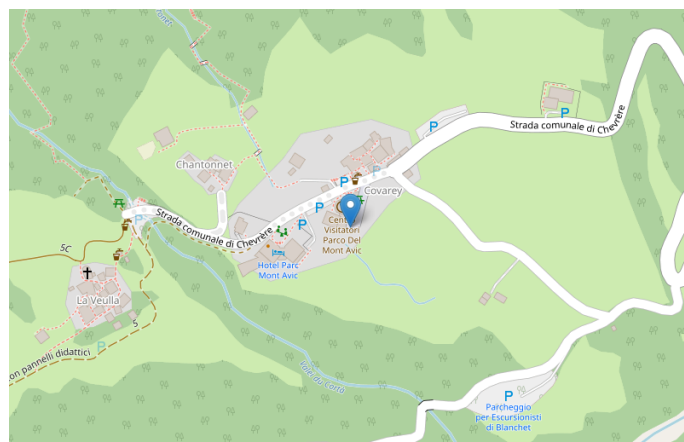 Strada comunale di Chevrère
P
P
Chantonnet
P
P
Covarey
P
P
P
Strada comunale di Chevrère
Centro
Visitatori
Parco Del
Mont Avic
P
5C
Hotel Parc
Mont Avic
La Veulla
5
P
on pannelli didattici
P
Parcheggio
per Escursionisti
di Blanchet